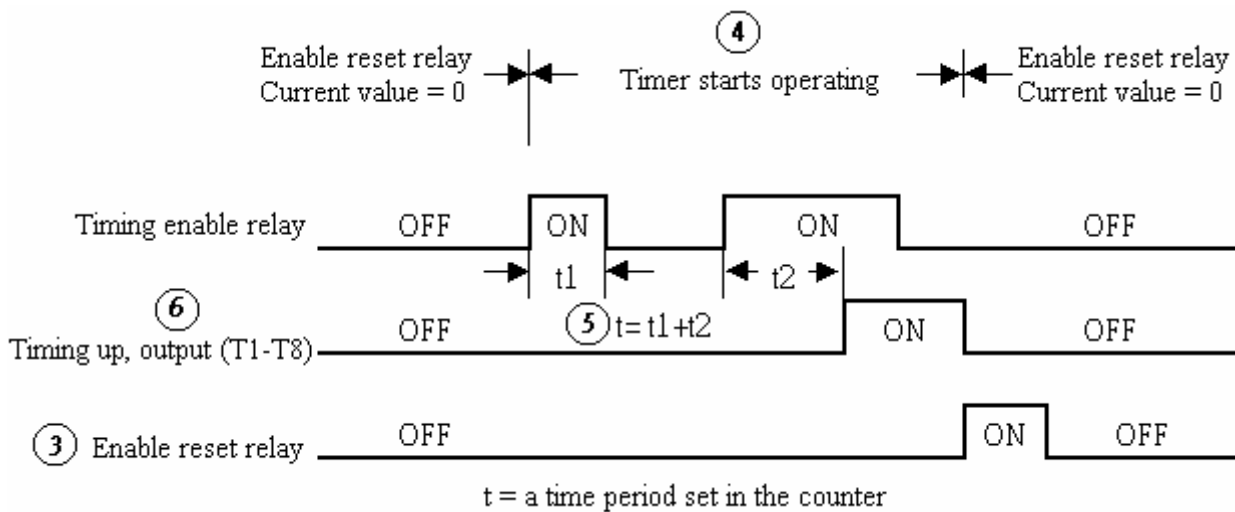 4
Enable reset relay
Current value = 0
Timer starts operating
Enable reset relay
Current value = 0
Timing enable relay
OFF
ON
ON
OFF
t1
t2
6
Timing up, output (T1-T8)
OFF
5 t= t1+t2
ON
OFF
3 Enable reset relay
OFF
ON
OFF
t = a time period set in the counter